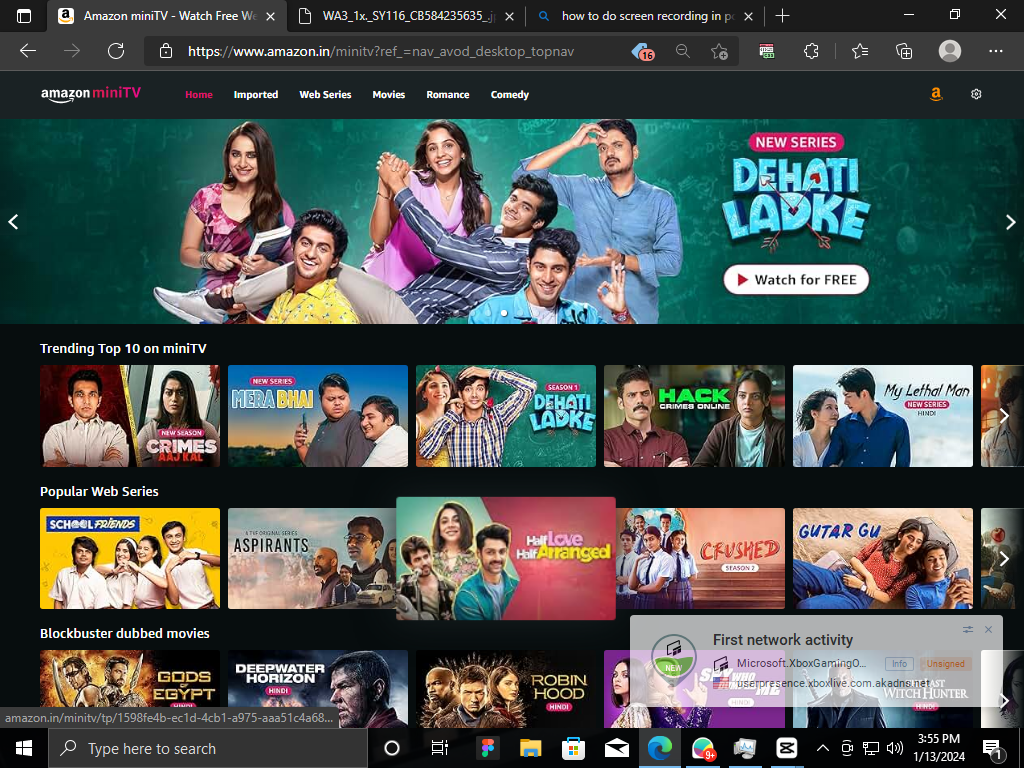 Amazon miniTV - Watch Free We
WA3_1x._SY116_CB584235635_.j
how to do screen recording in pc
https://www.amazon.in/minitv?ref_=nav_avod_desktop_topnav
16
amazon miniTV
Home
Imported
Web Series
Movies
Romance
Comedy
a
NEW SERIES
DEHATI
LADKE
Watch for FREE
Trending Top 10 on miniTV
NEW SEASON
CRIMES
AAJ KAL
NEW SERIES
MERA BHAI
SEASON 1
DEHATI
LADKE
HACK
CRIMES ONLINE
My Lethal Man
NEW SERIES
HINDI
Popular Web Series
SCHOOL FRIENDS
A TVF ORIGINAL SERIES
ASPIRANTS
Half Love
Half Arranged
CRUSHED
SEASON 2
GUTAR GU
Blockbuster dubbed movies
GODS
OF
EGYPT
HINDI
DEEPWATER
HORIZON
HINDI
ROBIN
HOOD
HINDI
SPY WHO
ME
HINDI
LAST
WITCH HUNTER
HINDI
First network activity
NEW
Microsoft.XboxGamingO...
Info
Unsigned
userpresence.xboxlive.com.akadns.net
amazon.in/minitv/tp/1598fe4b-ec1d-4cb1-a975-aaa51c4a68...
Type here to search
9+
3:55 PM
1/13/2024
1